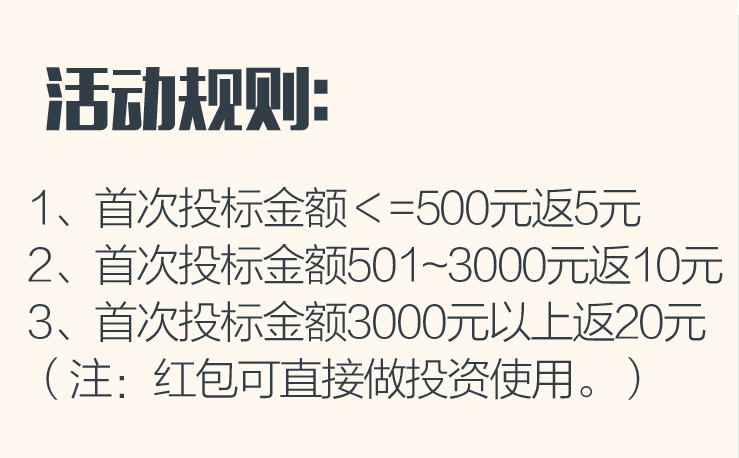 活动规则:
1、首次投标金额<=500元返5元
2、首次投标金额501~3000元返10元
3、首次投标金额3000元以上返20元
（注：红包可直接做投资使用。）